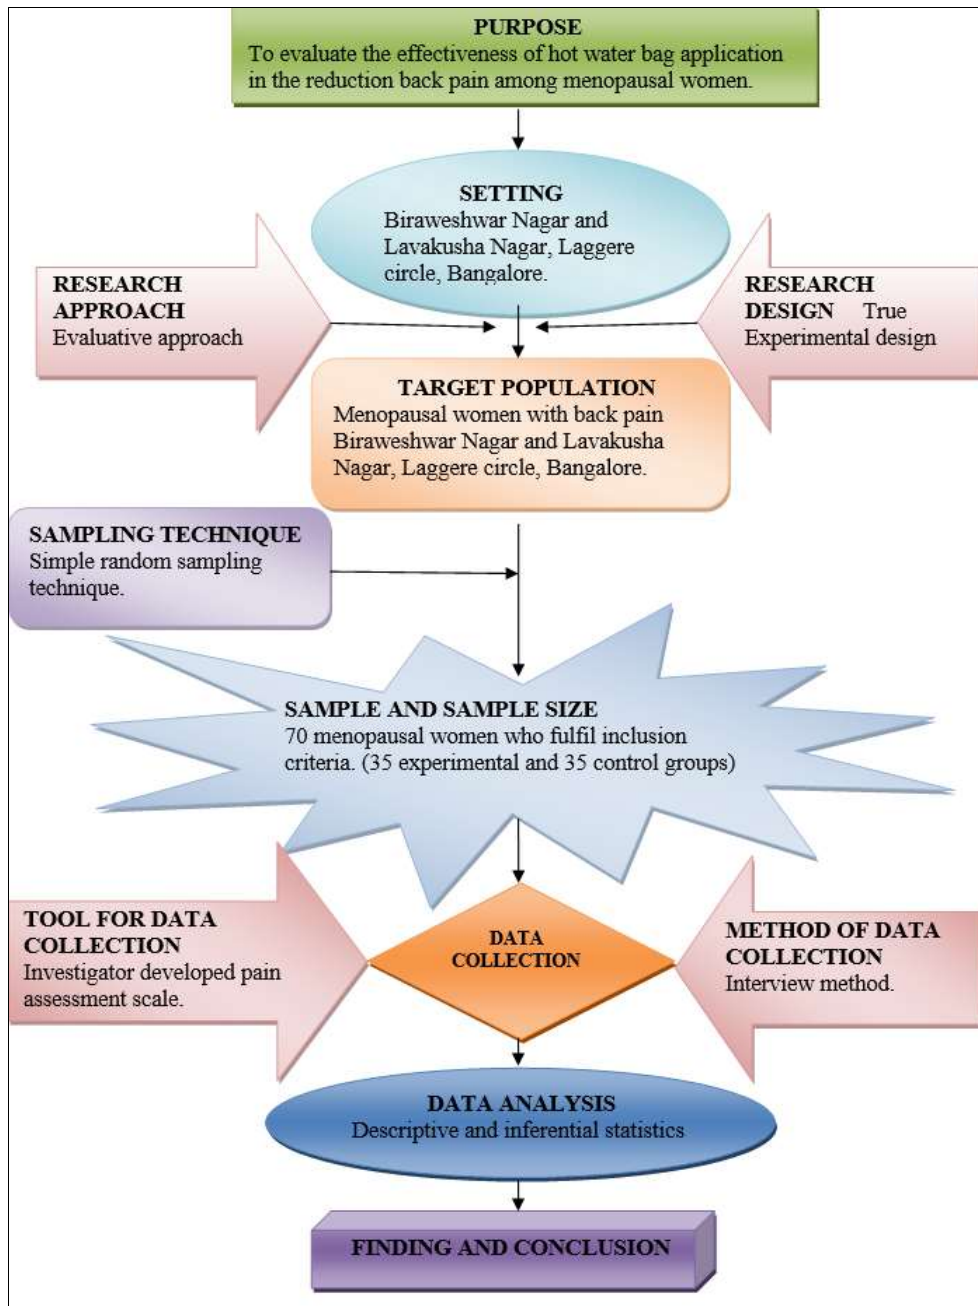 PURPOSE
To evaluate the effectiveness of hot water bag application
in the reduction back pain among menopausal women.
SETTING
Biraweshwar Nagar and
Lavakusha Nagar, Laggere
circle, Bangalore.
RESEARCH
APPROACH
Evaluative approach
RESEARCH
DESIGN True
Experimental design
TARGET POPULATION
Menopausal women with back pain
Biraweshwar Nagar and Lavakusha
Nagar, Laggere circle, Bangalore.
SAMPLING TECHNIQUE
Simple random sampling
technique.
SAMPLE AND SAMPLE SIZE
70 menopausal women who fulfil inclusion
criteria. (35 experimental and 35 control groups)
TOOL FOR DATA
COLLECTION
Investigator developed pain
assessment scale.
DATA
COLLECTION
METHOD OF DATA
COLLECTION
Interview method.
DATA ANALYSIS
Descriptive and inferential statistics
FINDING AND CONCLUSION